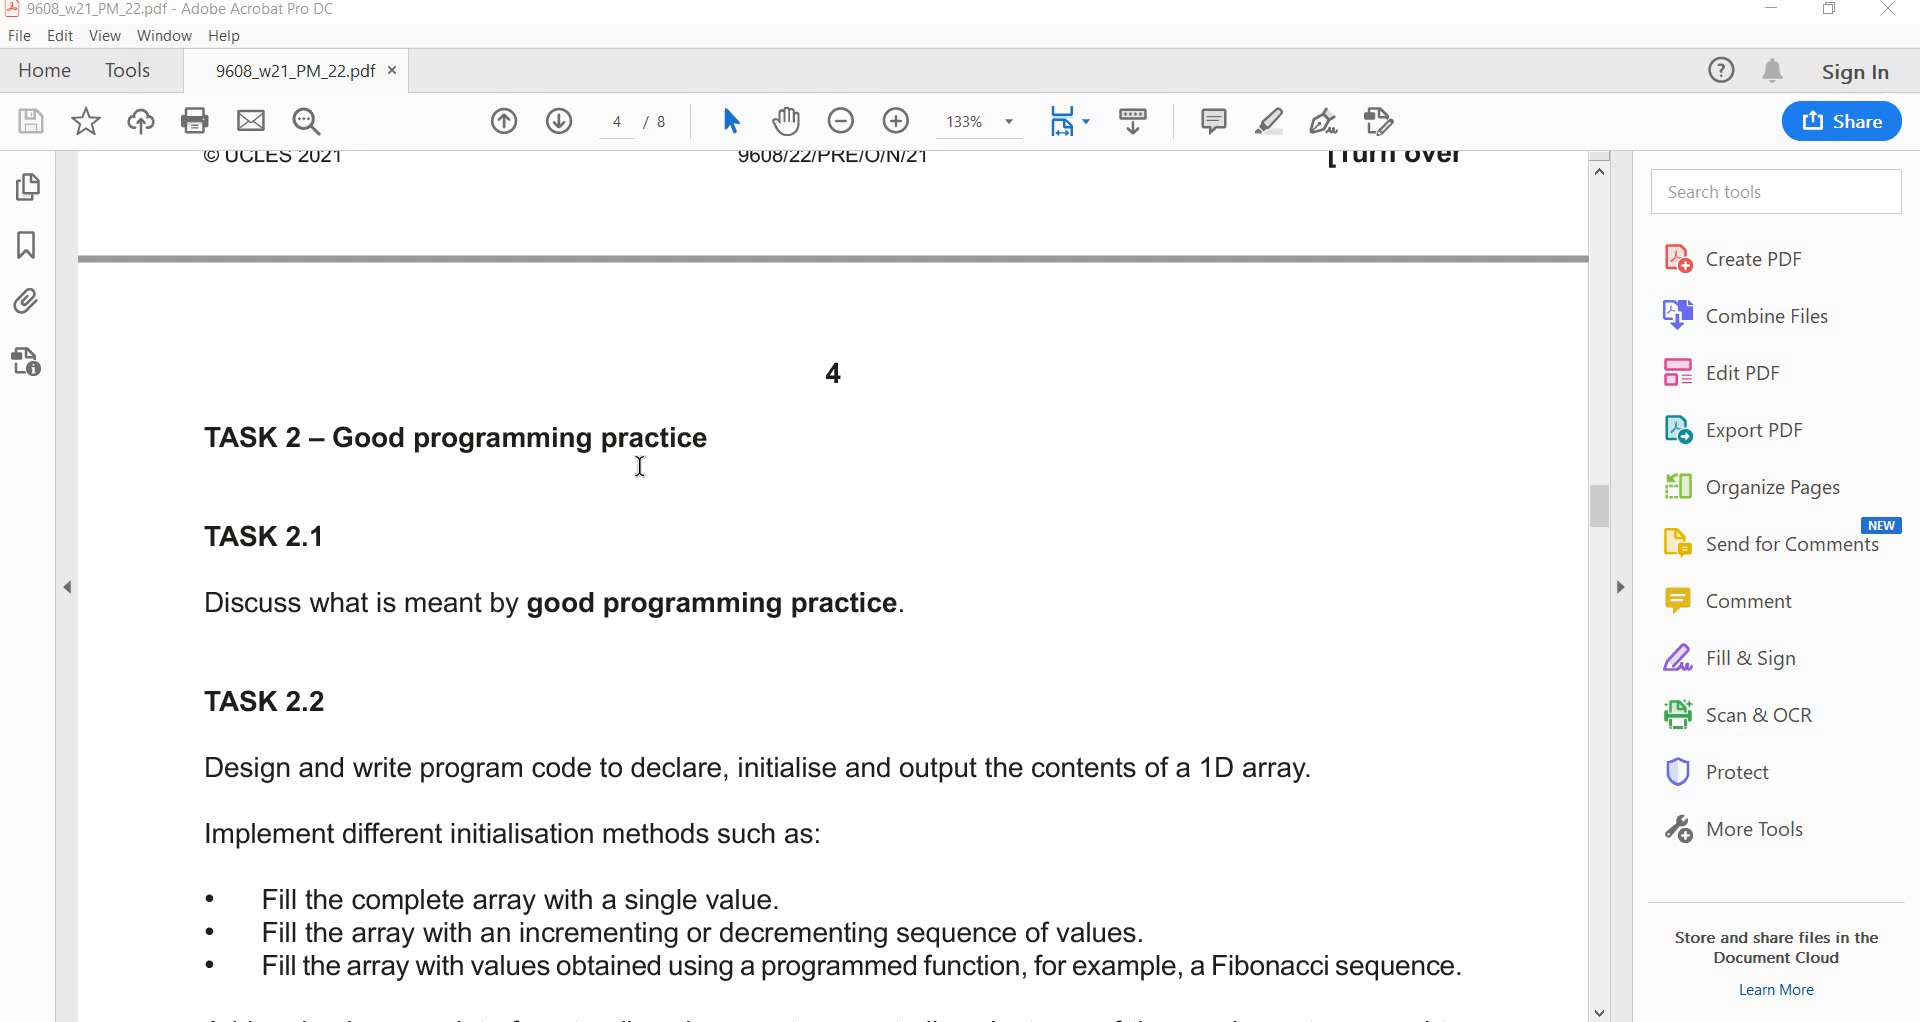 9608_w21_PM_22.pdf - Adobe Acrobat Pro DC
File Edit View Window Help
Home Tools 9608_w21_PM_22.pdf × Sign In
4 / 8 133% Share
© UCLES 2021 9608/22/PRE/O/N/21 [Turn over
4
TASK 2 – Good programming practice
TASK 2.1
Discuss what is meant by good programming practice.
TASK 2.2
Design and write program code to declare, initialise and output the contents of a 1D array.
Implement different initialisation methods such as:
• Fill the complete array with a single value.
• Fill the array with an incrementing or decrementing sequence of values.
• Fill the array with values obtained using a programmed function, for example, a Fibonacci sequence.
Search tools
Create PDF
Combine Files
Edit PDF
Export PDF
Organize Pages
NEW
Send for Comments
Comment
Fill & Sign
Scan & OCR
Protect
More Tools
Store and share files in the
Document Cloud
Learn More